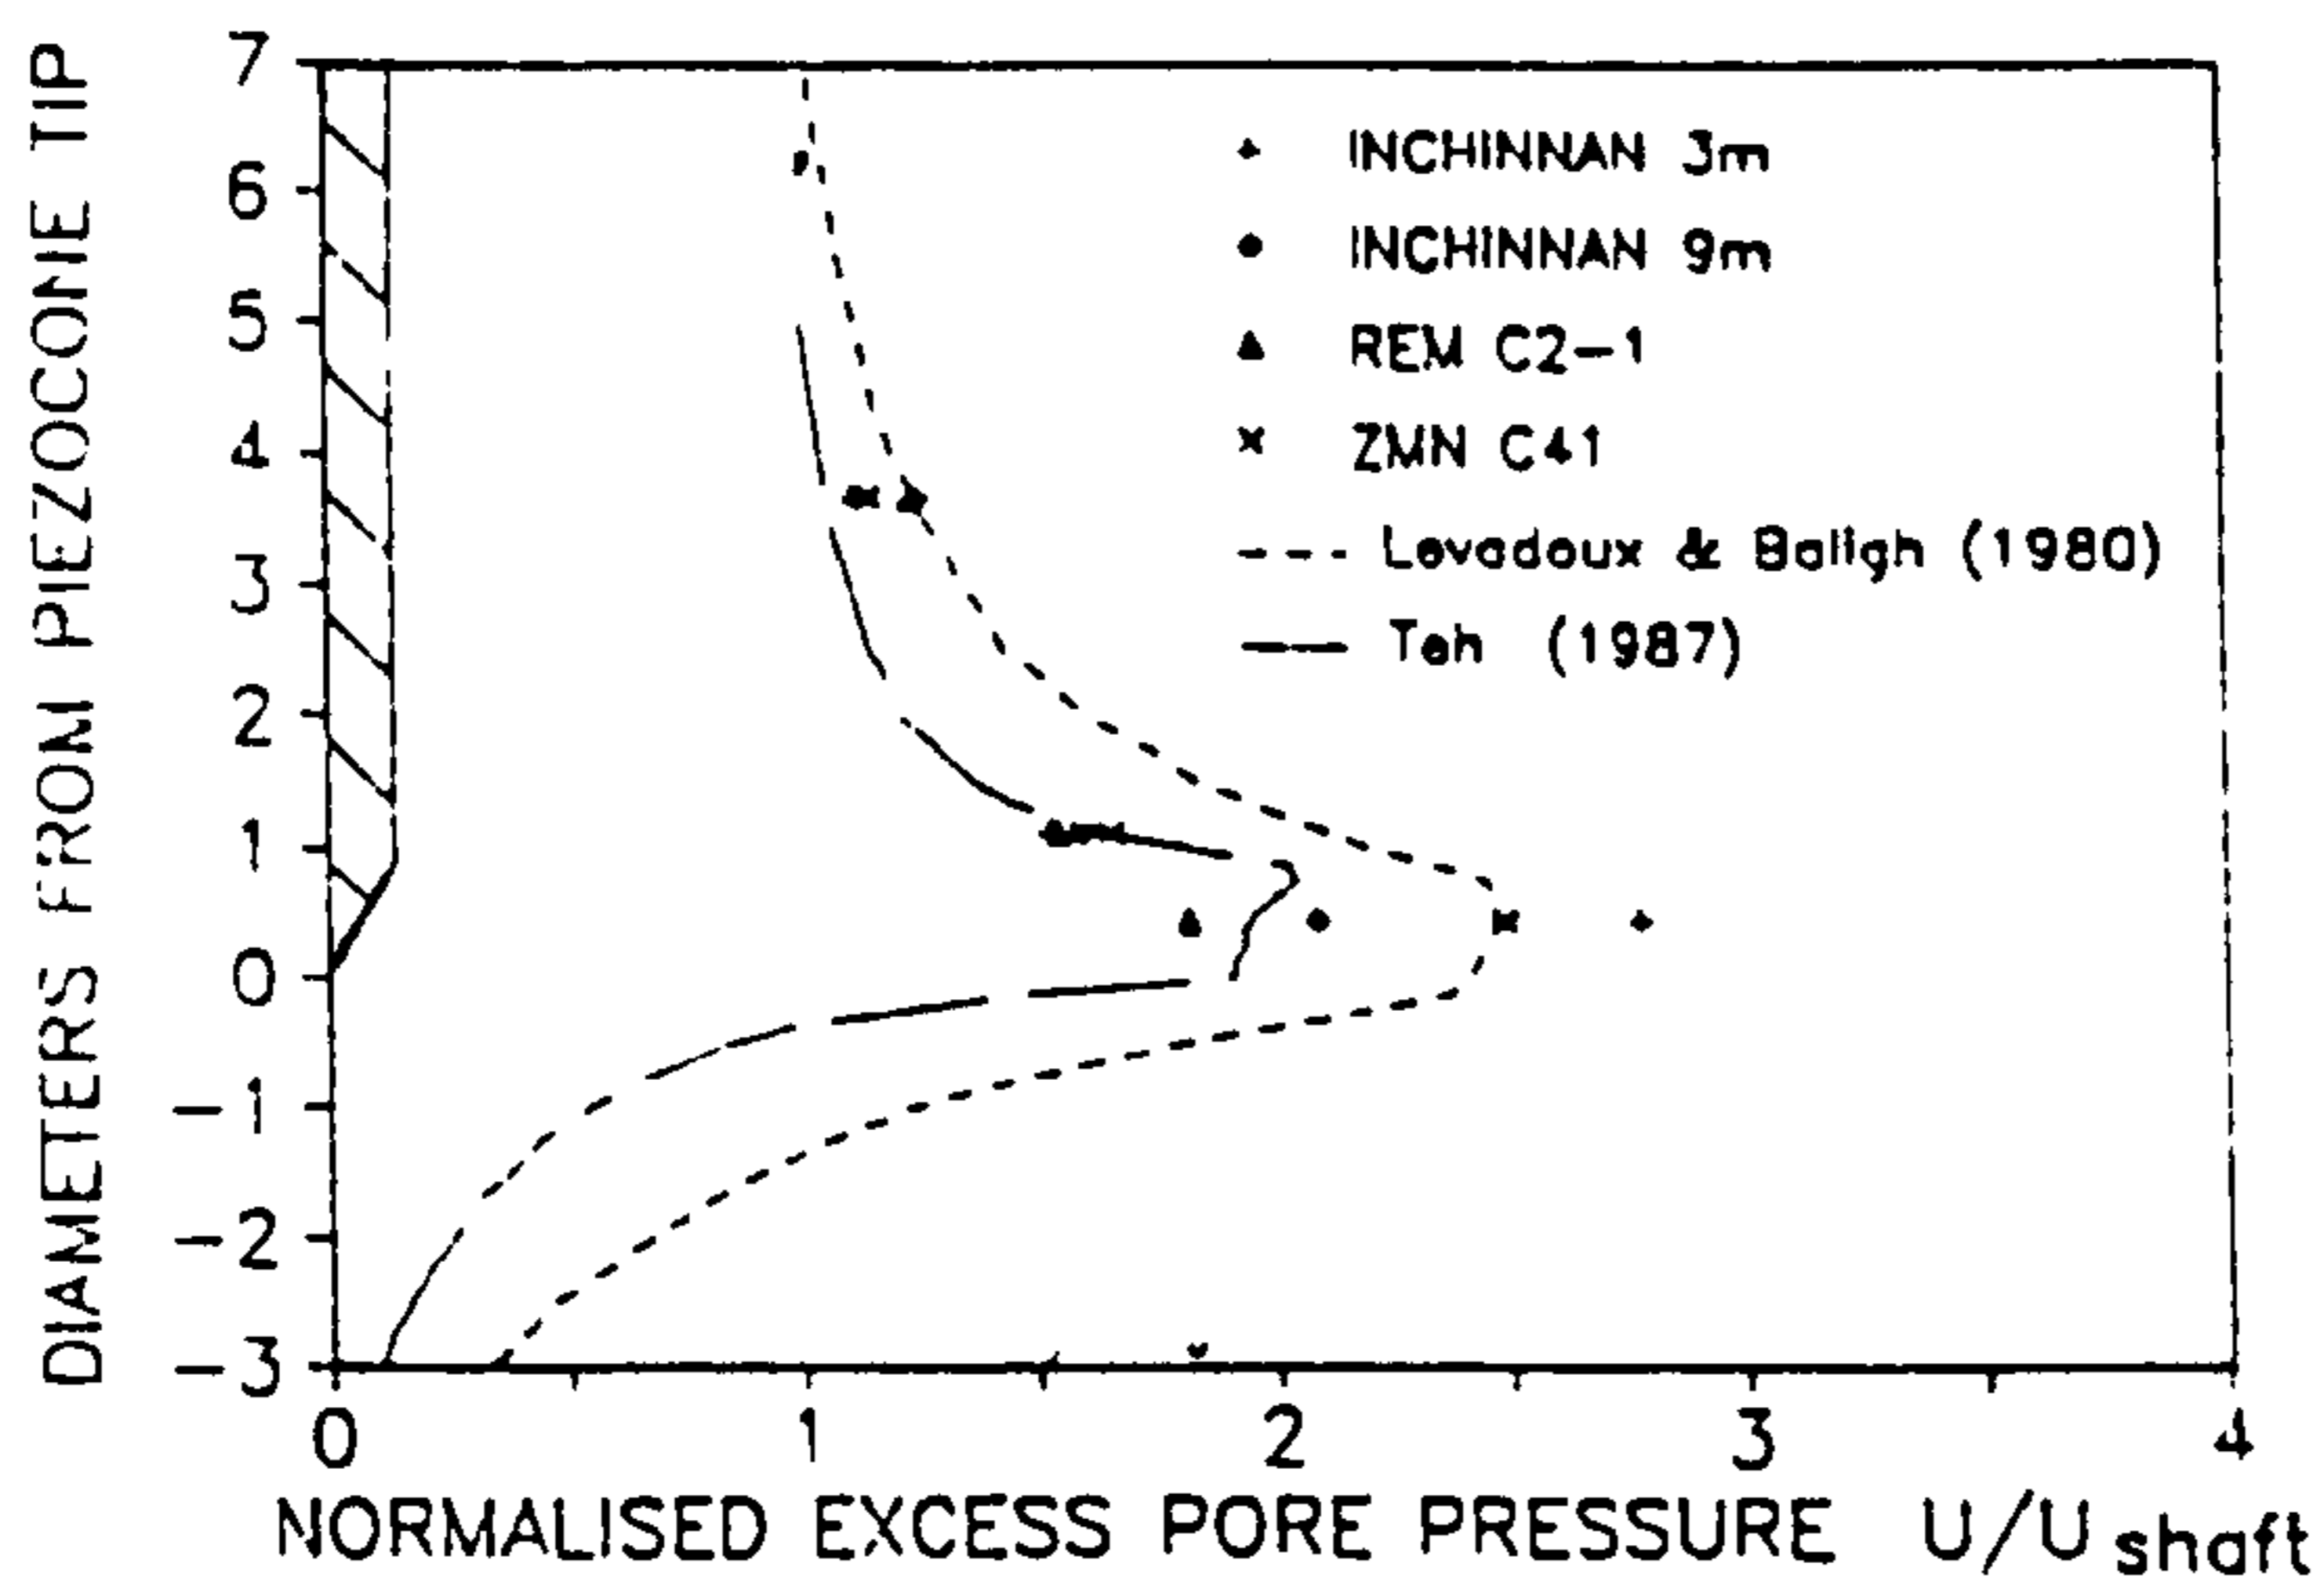 DIAMETERS FROM PIEZOCONE TIP
7
6
5
4
3
2
1
0
-1
-2
-3
INCHINNAN 3m
INCHINNAN 9m
REM C2-1
ZMN C41
Levadoux & Baligh (1980)
Teh (1987)
0 1 2 3 4
NORMALISED EXCESS PORE PRESSURE U/U shaft